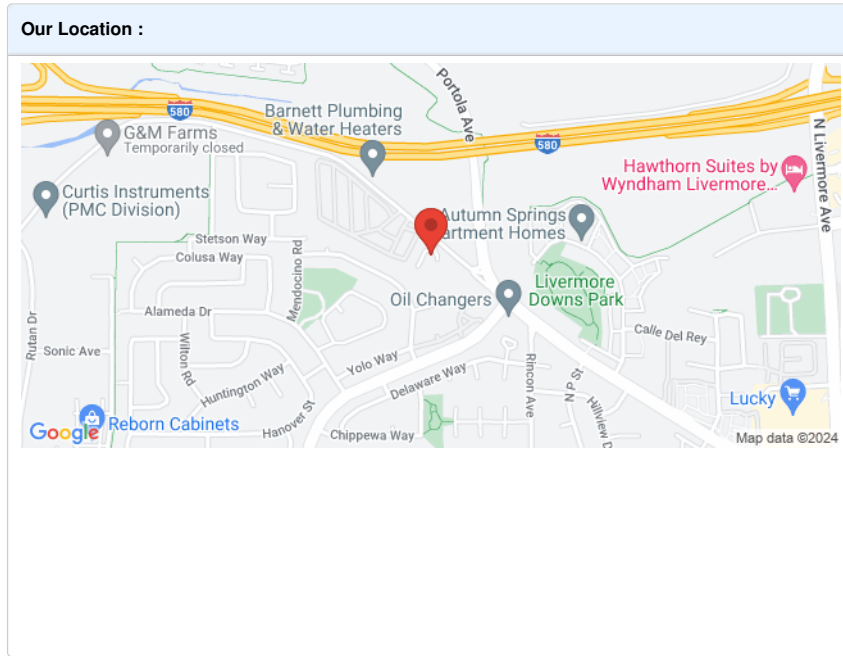 Our Location :
Portola Ave
Barnett Plumbing
& Water Heaters
580
580
G&M Farms
Temporarily closed
N Livermore Ave
Hawthorn Suites by
Wyndham Livermore...
Curtis Instruments
(PMC Division)
Autumn Springs
artment Homes
Stetson Way
Colusa Way
Mendocino Rd
Livermore
Downs Park
Oil Changers
Alameda Dr
Rutan Dr
Sonic Ave
Wilton Rd
Calle Del Rey
Yolo Way
Huntington Way
Delaware Way
Rincon Ave
N P St
Hillview D
Lucky
Hanover St
Reborn Cabinets
Google
Chippewa Way
Map data ©2024